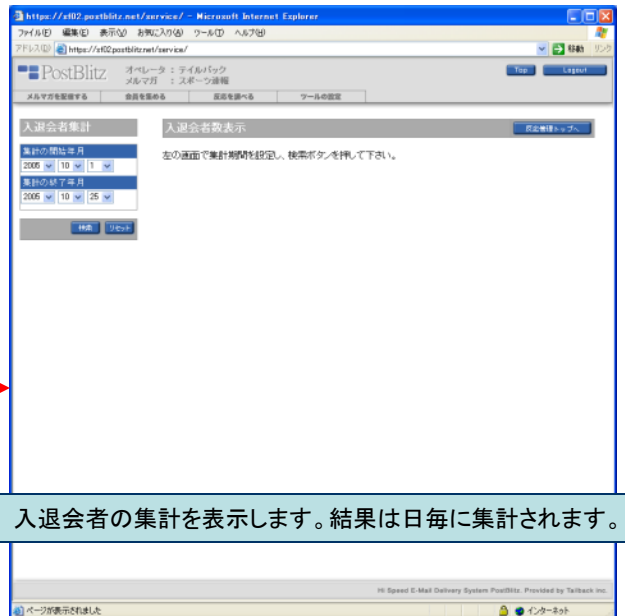 https://sf02.postblitz.net/service/ - Microsoft Internet Explorer
ファイル(F) 編集(E) 表示(V) お気に入り(A) ツール(T) ヘルプ(H)
アドレス(D) https://sf02.postblitz.net/service/ 移動 リンク
PostBlitz オペレータ : テイルバック Top Logout
メルマガ : スポーツ速報
メルマガを配信する 会員を集める 反応を調べる ツールの設定
入退会者集計 入退会者数表示 反応管理トップへ
集計の開始年月
2005 10 1 左の画面で集計期間を設定し、検索ボタンを押して下さい。
集計の終了年月
2005 10 25
検索 リセット
入退会者の集計を表示します。結果は日毎に集計されます。
Hi Speed E-Mail Delivery System PostBlitz. Provided by Tailback inc.
ページが表示されました インターネット